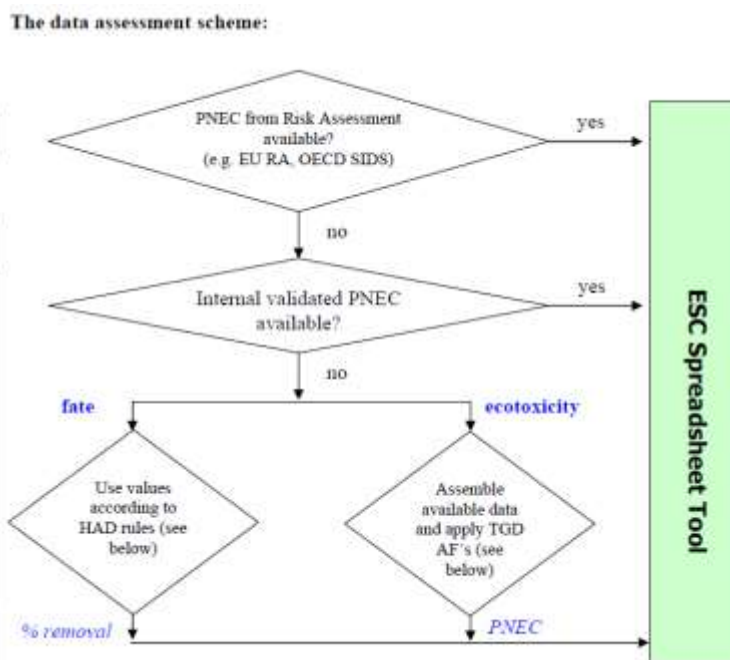 The data assessment scheme:
PNEC from Risk Assessment
available?
(e.g. EU RA, OECD SIDS)
yes
no
Internal validated PNEC
available?
yes
no
fate
ecotoxicity
Use values
according to
HAD rules (see
below)
Assemble
available data
and apply TGD
AF´s (see
below)
% removal
PNEC
ESC Spreadsheet Tool